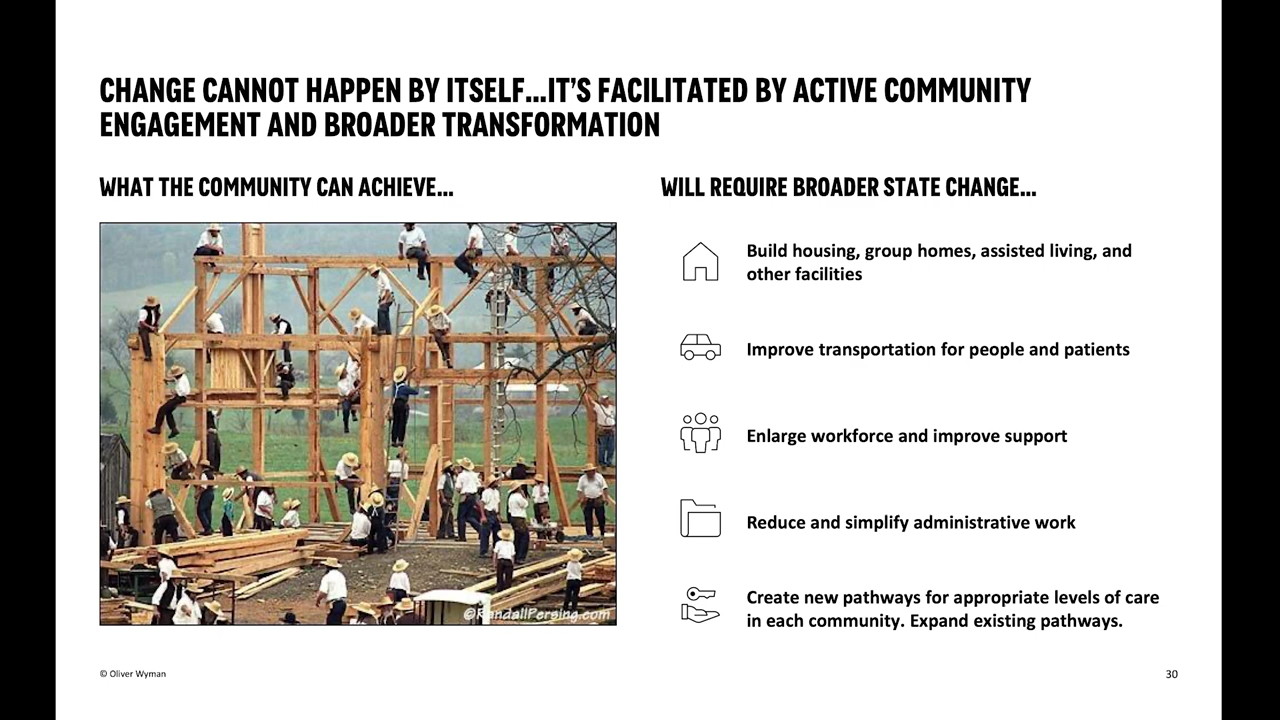 CHANGE CANNOT HAPPEN BY ITSELF...IT'S FACILITATED BY ACTIVE COMMUNITY
ENGAGEMENT AND BROADER TRANSFORMATION
WHAT THE COMMUNITY CAN ACHIEVE...
©RandallPersing.com
WILL REQUIRE BROADER STATE CHANGE...
Build housing, group homes, assisted living, and
other facilities
Improve transportation for people and patients
Enlarge workforce and improve support
Reduce and simplify administrative work
Create new pathways for appropriate levels of care
in each community. Expand existing pathways.
© Oliver Wyman
30